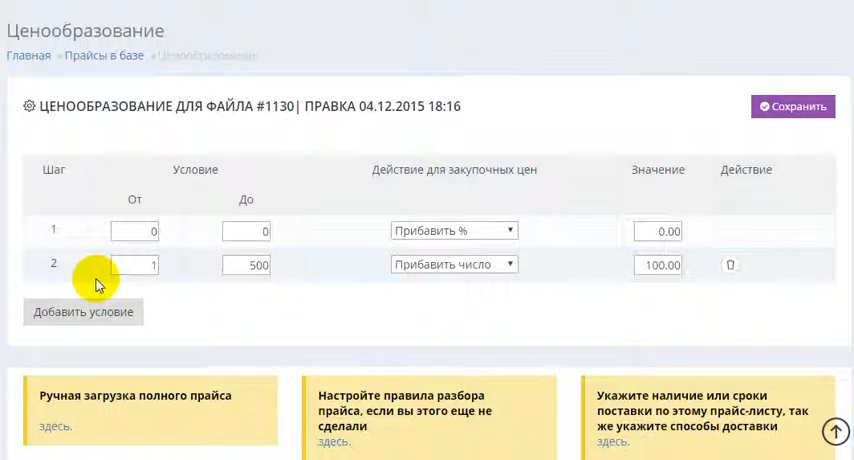 Ценообразование
Главная • Прайсы в базе • Ценообразование
ЦЕНООБРАЗОВАНИЕ ДЛЯ ФАЙЛА #1130| ПРАВКА 04.12.2015 18:16
Сохранить
Шаг Условие Действие для закупочных цен Значение Действие
От До
1 0 0 Прибавить % 0.00
2 1 500 Прибавить число 100.00
Добавить условие
Ручная загрузка полного прайса
здесь.
Настройте правила разбора
прайса, если вы этого еще не
сделали
здесь.
Укажите наличие или сроки
поставки по этому прайс-листу, так
же укажите способы доставки
здесь.